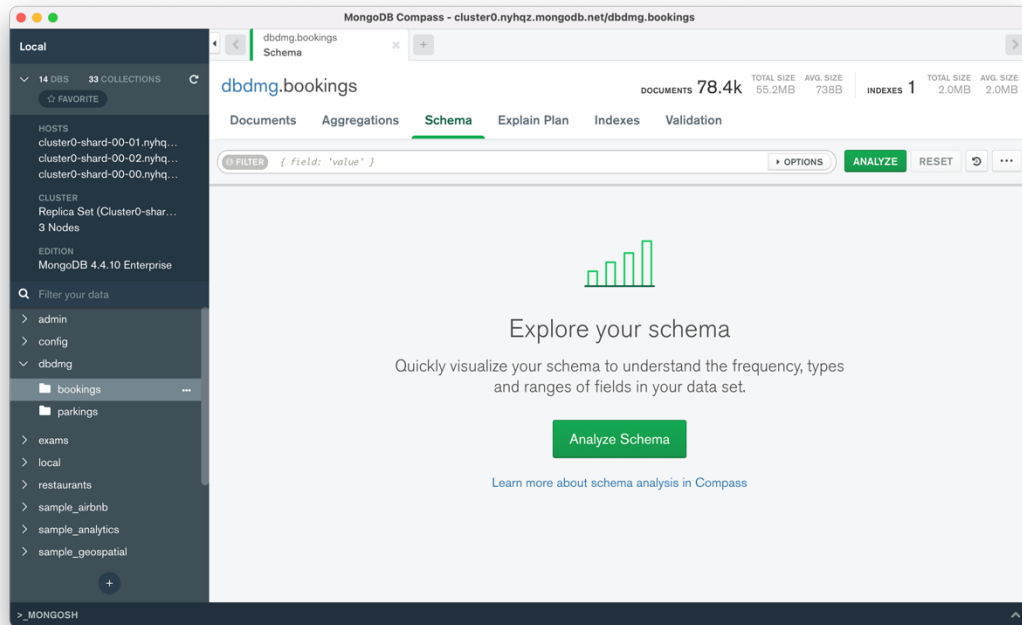 MongoDB Compass - cluster0.nyhqz.mongodb.net/dbdmg.bookings
Local
14 DBS 33 COLLECTIONS
FAVORITE
HOSTS
cluster0-shard-00-01.nyhq...
cluster0-shard-00-02.nyhq...
cluster0-shard-00-00.nyhq...
CLUSTER
Replica Set (Cluster0-shar...
3 Nodes
EDITION
MongoDB 4.4.10 Enterprise
Filter your data
admin
config
dbdmg
bookings
parkings
exams
local
restaurants
sample_airbnb
sample_analytics
sample_geospatial
+
>_MONGOSH
dbdmg.bookings
Schema
+
dbdmg.bookings
DOCUMENTS 78.4k TOTAL SIZE 55.2MB AVG. SIZE 738B INDEXES 1 TOTAL SIZE 2.0MB AVG. SIZE 2.0MB
Documents Aggregations Schema Explain Plan Indexes Validation
FILTER { field: 'value' } OPTIONS ANALYZE RESET ...
Explore your schema
Quickly visualize your schema to understand the frequency, types
and ranges of fields in your data set.
Analyze Schema
Learn more about schema analysis in Compass